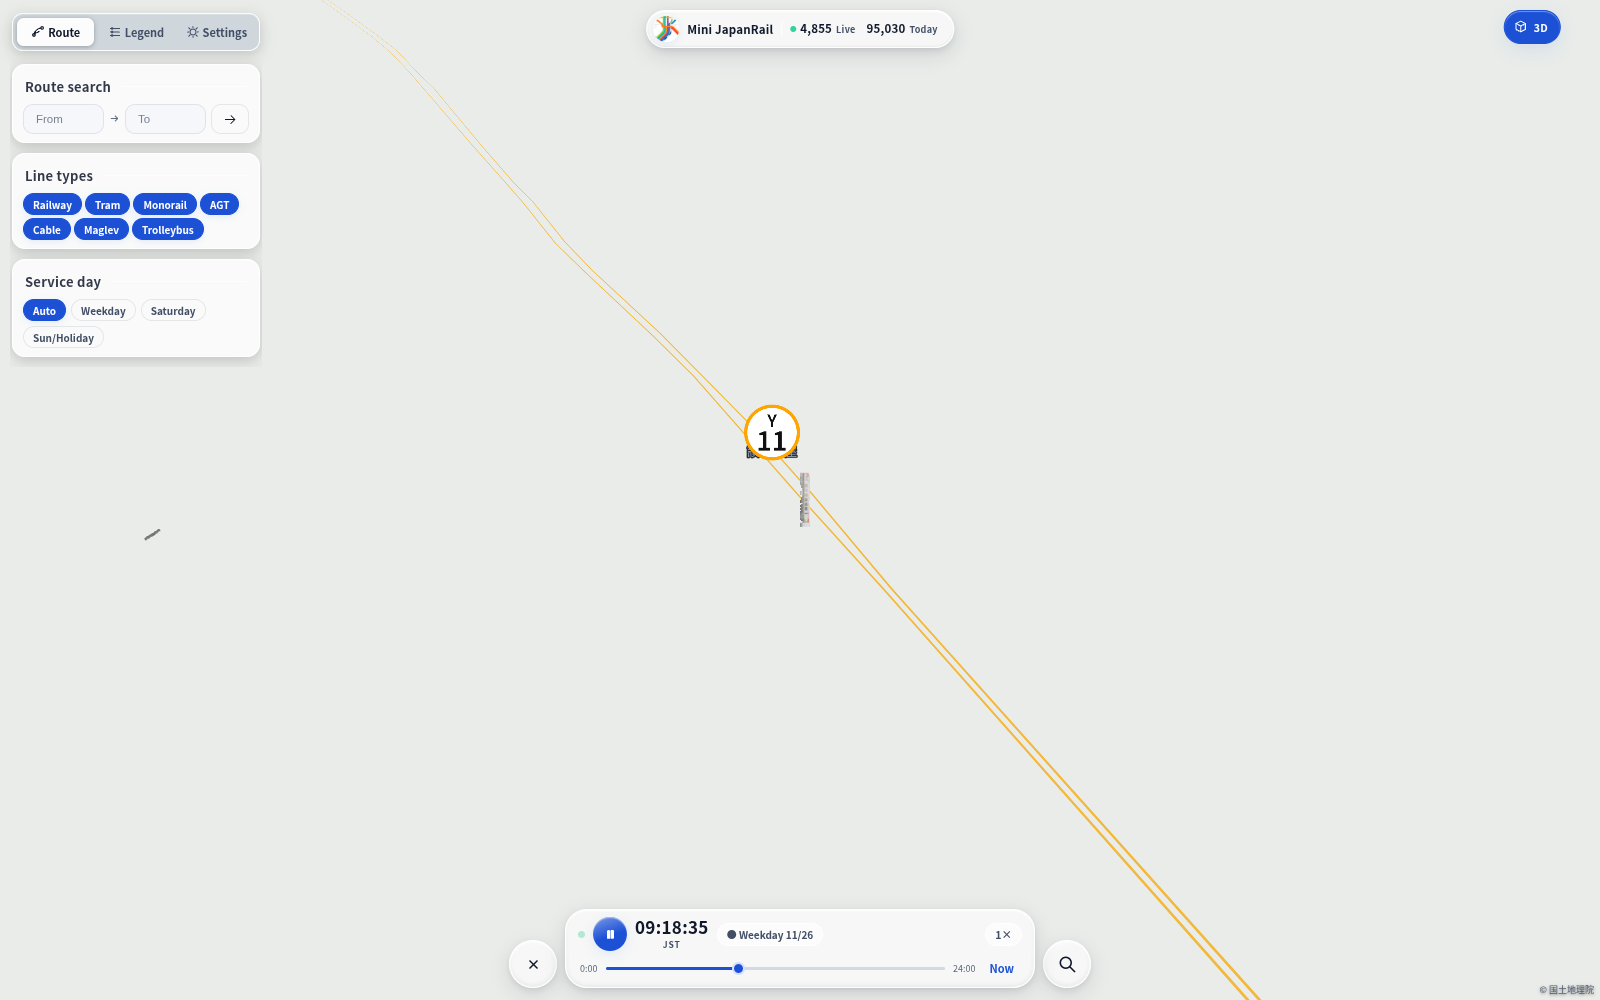 Route
Legend
Settings
Mini JapanRail
4,855 Live 95,030 Today
3D
Route search
From → To →
Line types
Railway Tram Monorail AGT
Cable Maglev Trolleybus
Service day
Auto Weekday Saturday
Sun/Holiday
Y
11
09:18:35
JST
Weekday 11/26
1×
0:00
24:00
Now
© 国土地理院